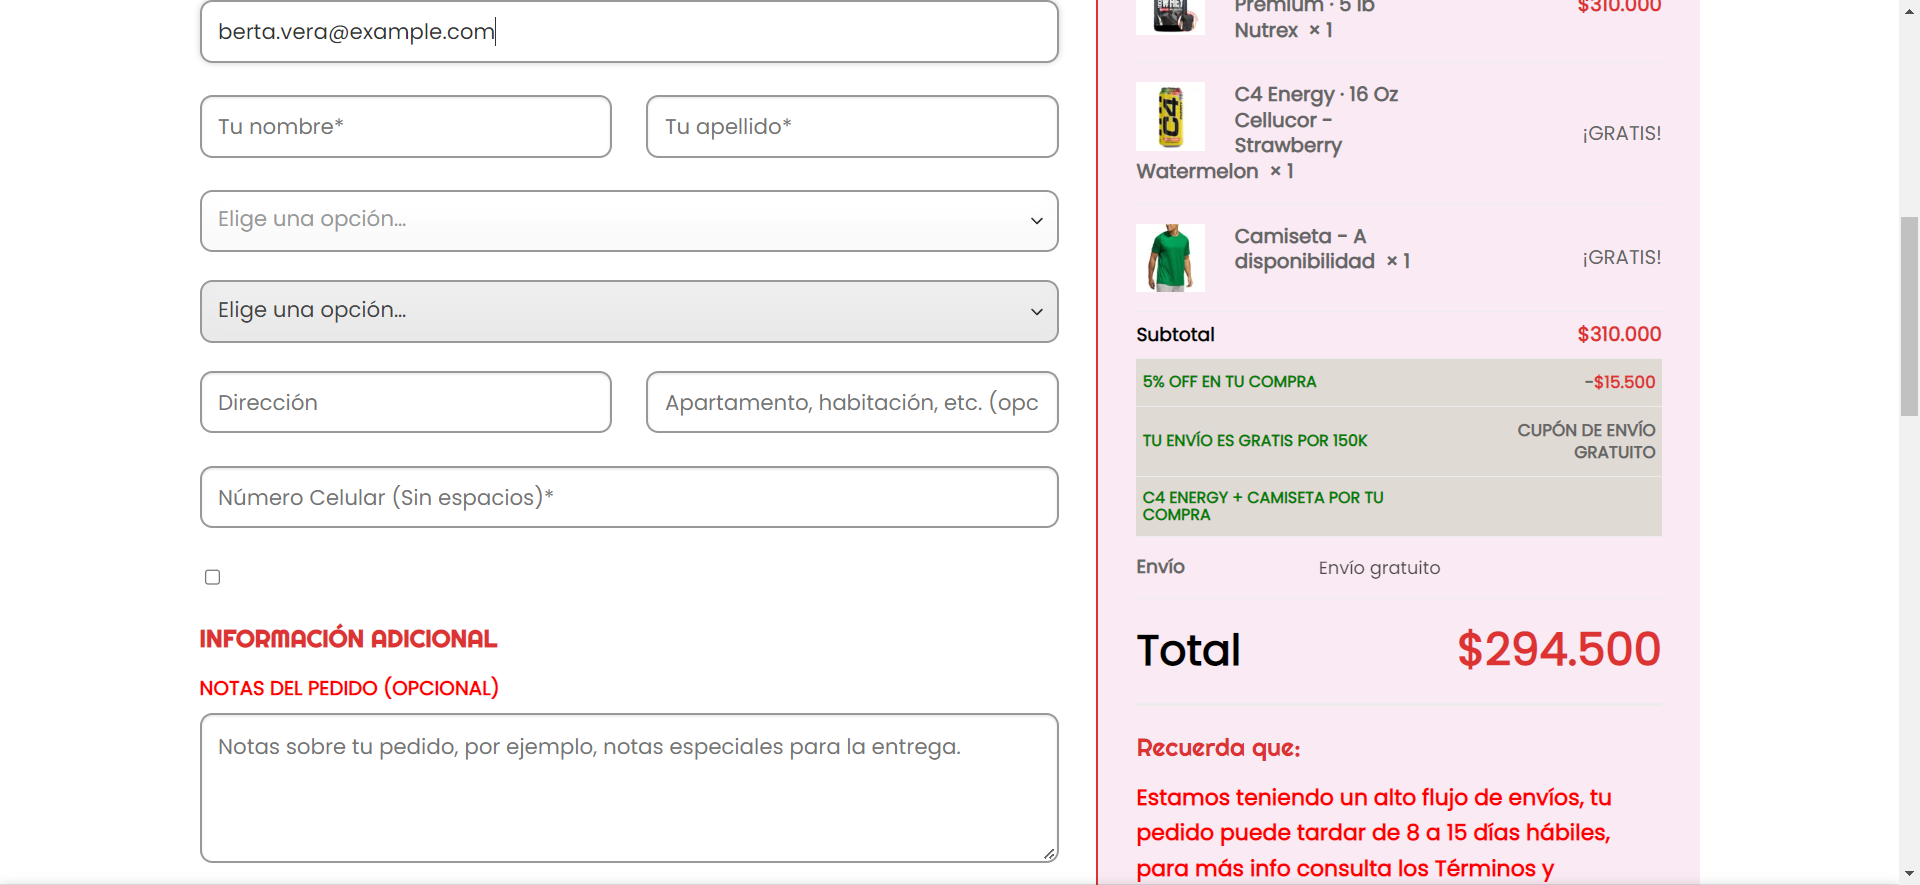 berta.vera@example.com
Tu nombre*
Tu apellido*
Elige una opción...
Elige una opción...
Dirección
Apartamento, habitación, etc. (opc
Número Celular (Sin espacios)*
INFORMACIÓN ADICIONAL
NOTAS DEL PEDIDO (OPCIONAL)
Notas sobre tu pedido, por ejemplo, notas especiales para la entrega.
Premium · 5 lb
Nutrex × 1
$310.000
C4 Energy · 16 Oz
Cellucor -
Strawberry
Watermelon × 1
¡GRATIS!
Camiseta - A
disponibilidad × 1
¡GRATIS!
Subtotal
$310.000
5% OFF EN TU COMPRA
-$15.500
TU ENVÍO ES GRATIS POR 150K
CUPÓN DE ENVÍO
GRATUITO
C4 ENERGY + CAMISETA POR TU
COMPRA
Envío
Envío gratuito
Total
$294.500
Recuerda que:
Estamos teniendo un alto flujo de envíos, tu
pedido puede tardar de 8 a 15 días hábiles,
para más info consulta los Términos y